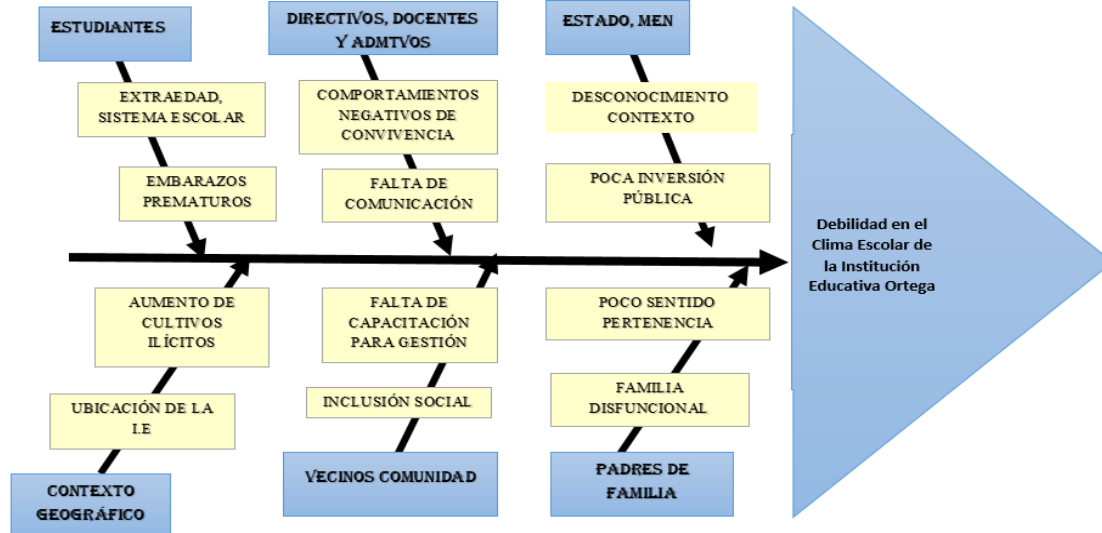 ESTUDIANTES
DIRECTIVOS, DOCENTES
Y ADMTVOS
ESTADO, MEN
EXTRAEDAD,
SISTEMA ESCOLAR
COMPORTAMIENTOS
NEGATIVOS DE
CONVIVENCIA
DESCONOCIMIENTO
CONTEXTO
EMBARAZOS
PREMATUROS
FALTA DE
COMUNICACIÓN
POCA INVERSIÓN
PÚBLICA
Debilidad en el
Clima Escolar de
la Institución
Educativa Ortega
AUMENTO DE
CULTIVOS
ILÍCITOS
FALTA DE
CAPACITACIÓN
PARA GESTIÓN
POCO SENTIDO
PERTENENCIA
UBICACIÓN DE LA
I.E
INCLUSIÓN SOCIAL
FAMILIA
DISFUNCIONAL
CONTEXTO
GEOGRÁFICO
VECINOS COMUNIDAD
PADRES DE
FAMILIA